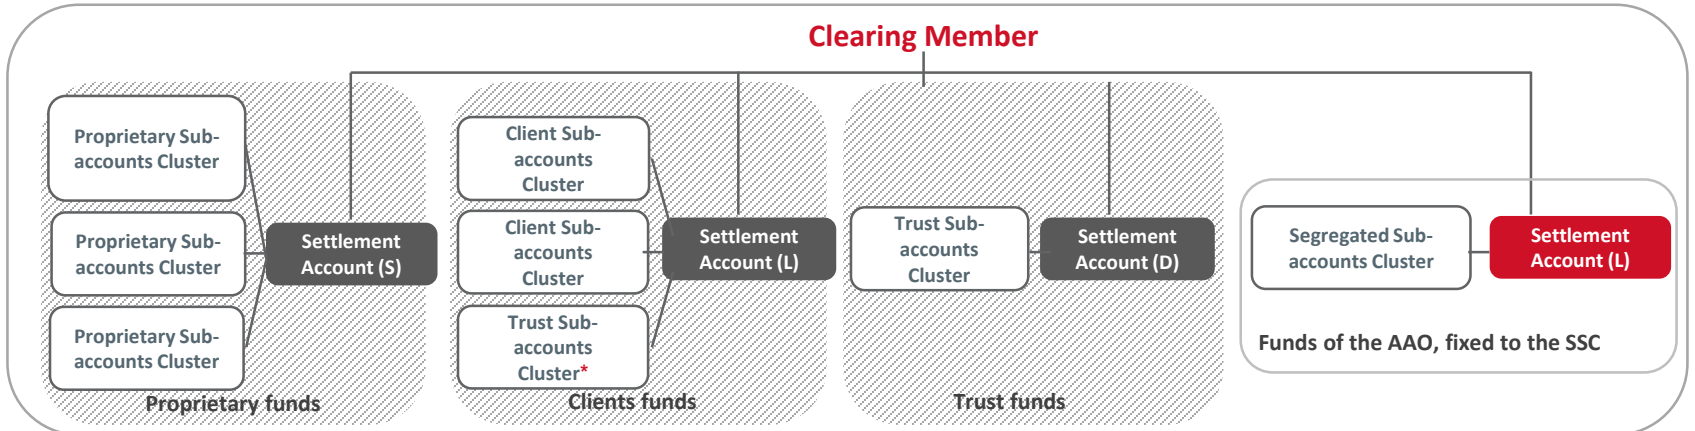 Clearing Member
Proprietary Sub-
accounts Cluster
Proprietary Sub-
accounts Cluster
Proprietary Sub-
accounts Cluster
Settlement
Account (S)
Proprietary funds
Client Sub-
accounts
Cluster
Client Sub-
accounts
Cluster
Trust Sub-
accounts
Cluster*
Settlement
Account (L)
Clients funds
Trust Sub-
accounts
Cluster
Settlement
Account (D)
Trust funds
Segregated Sub-
accounts Cluster
Settlement
Account (L)
Funds of the AAO, fixed to the SSC